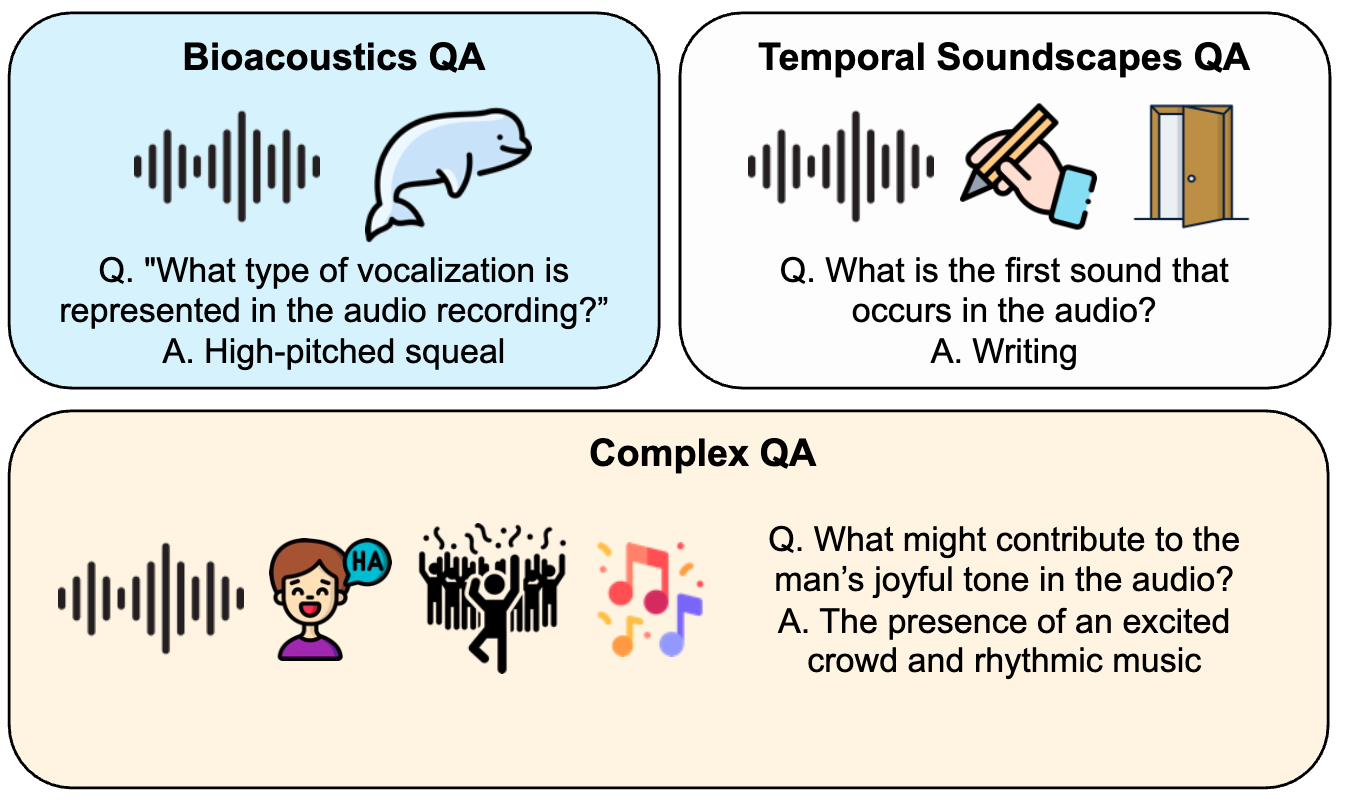 Bioacoustics QA
Q. "What type of vocalization is
represented in the audio recording?”
A. High-pitched squeal
Temporal Soundscapes QA
Q. What is the first sound that
occurs in the audio?
A. Writing
Complex QA
HA
Q. What might contribute to the
man’s joyful tone in the audio?
A. The presence of an excited
crowd and rhythmic music